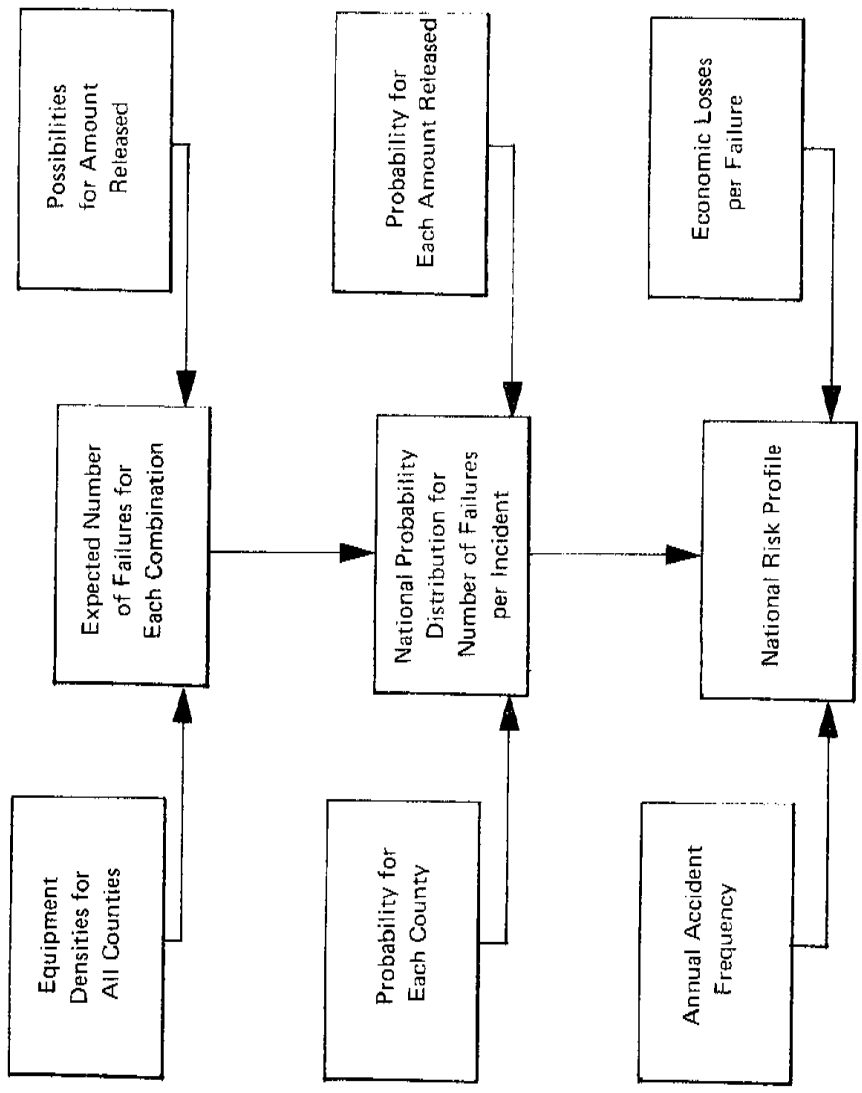 Equipment
Densities for
All Counties
Expected Number
of Failures for
Each Combination
Possibilities
for Amount
Released
Probability for
Each County
National Probability
Distribution for
Number of Failures
per Incident
Probability for
Each Amount Released
Annual Accident
Frequency
National Risk Profile
Economic Losses
per Failure